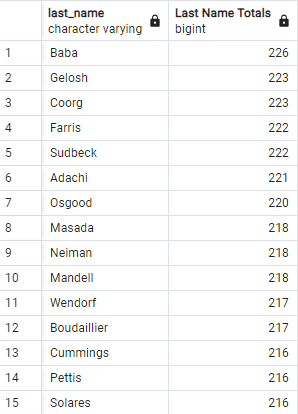 last_name Last Name Totals
character varying bigint
1 Baba 226
2 Gelosh 223
3 Coorg 223
4 Farris 222
5 Sudbeck 222
6 Adachi 221
7 Osgood 220
8 Masada 218
9 Neiman 218
10 Mandell 218
11 Wendorf 217
12 Boudaillier 217
13 Cummings 216
14 Pettis 216
15 Solares 216